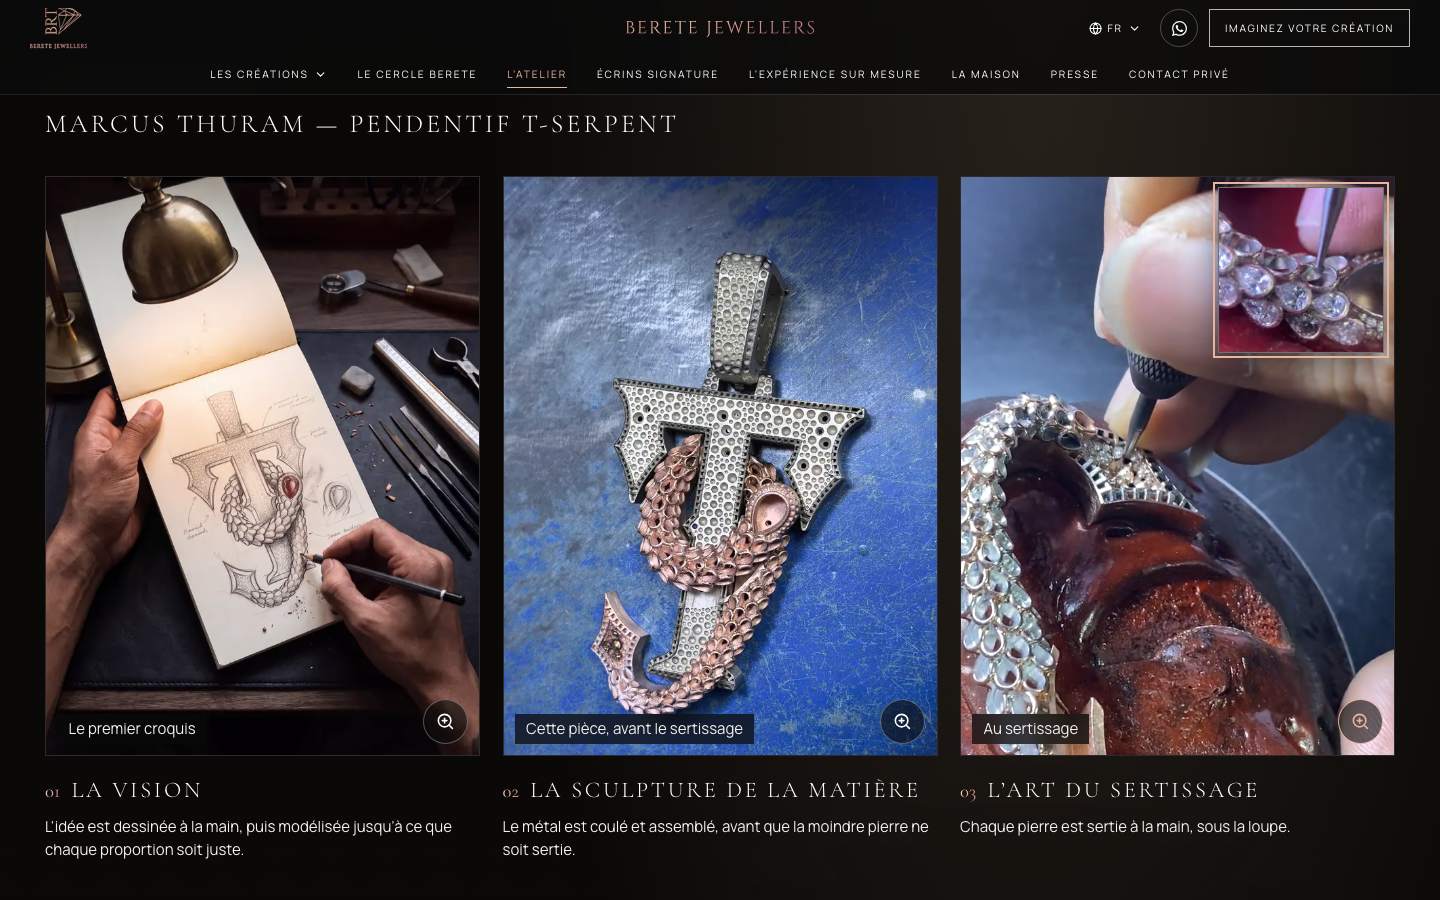 BRT
BERETE JEWELLERS
BERETE JEWELLERS
FR
IMAGINEZ VOTRE CRÉATION
LES CRÉATIONS
LE CERCLE BERETE
L'ATELIER
ÉCRINS SIGNATURE
L'EXPÉRIENCE SUR MESURE
LA MAISON
PRESSE
CONTACT PRIVÉ
MARCUS THURAM — PENDENTIF T-SERPENT
Le premier croquis
Cette pièce, avant le sertissage
Au sertissage
01 LA VISION
L'idée est dessinée à la main, puis modélisée jusqu'à ce que
chaque proportion soit juste.
02 LA SCULPTURE DE LA MATIÈRE
Le métal est coulé et assemblé, avant que la moindre pierre ne
soit sertie.
03 L'ART DU SERTISSAGE
Chaque pierre est sertie à la main, sous la loupe.